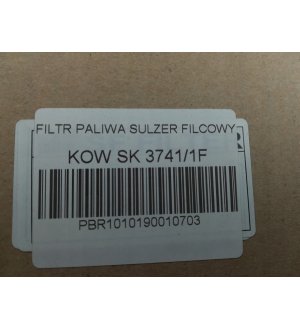 FILTR PALIWA SULZER FILCOWY
KOW SK 3741/1F
PBR1010190010703